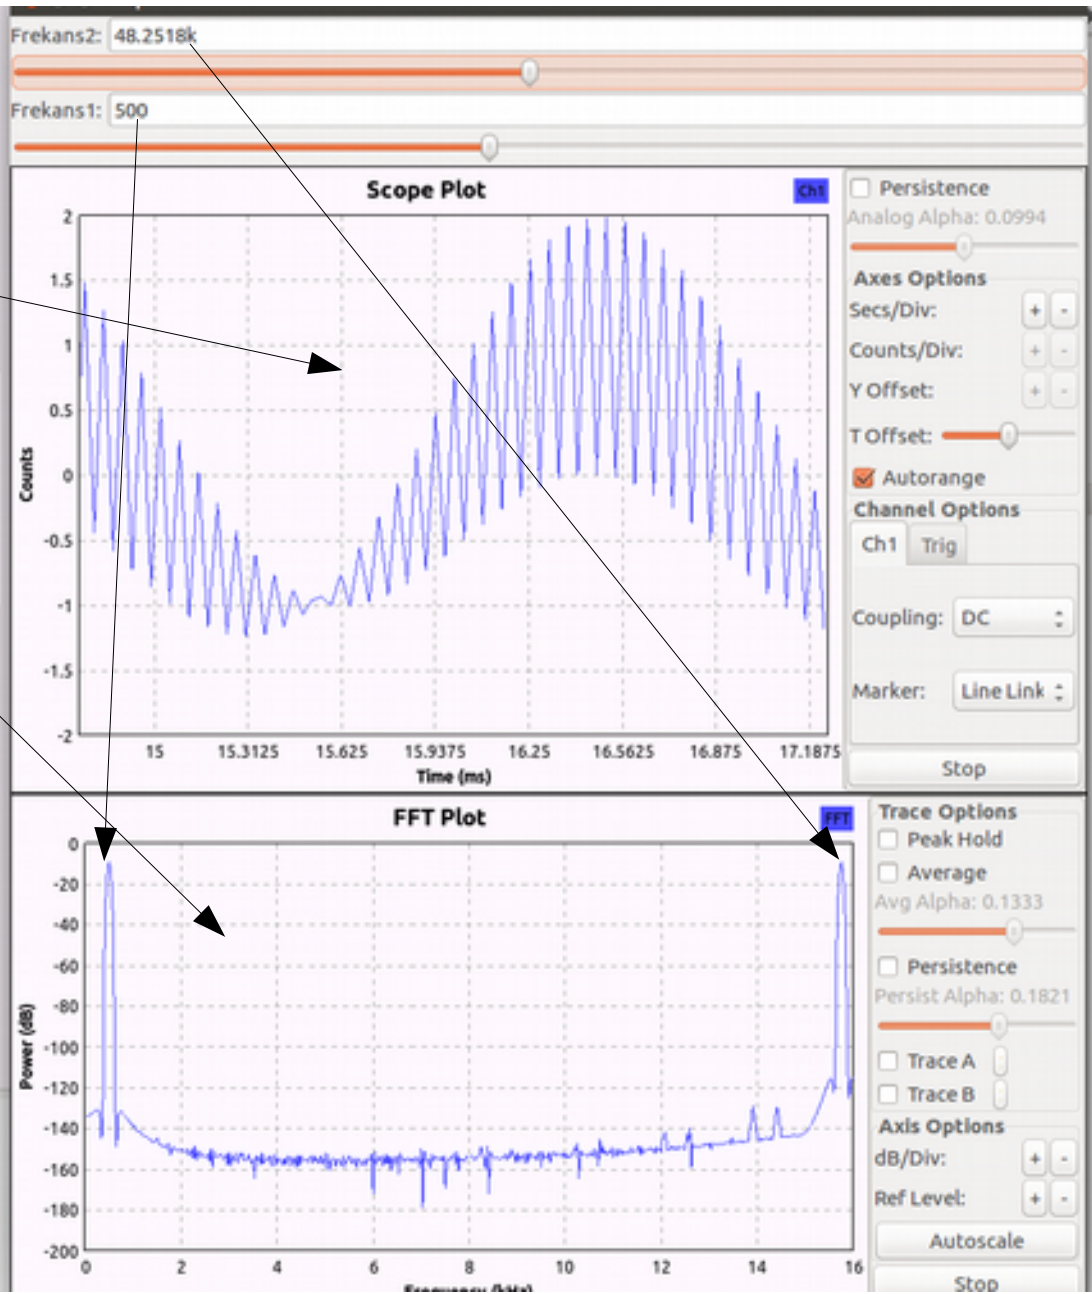 Frekans2: 48.2518k
Frekans1: 500
Scope Plot
Ch1
2
1.5
1
0.5
0
-0.5
-1
-1.5
-2
Counts
15 15.3125 15.625 15.9375 16.25 16.5625 16.875 17.1875
Time (ms)
Persistence
Analog Alpha: 0.0994
Axes Options
Secs/Div: + -
Counts/Div: + -
Y Offset: + -
T Offset:
Autorange
Channel Options
Ch1 Trig
Coupling: DC
Marker: Line Link
Stop
FFT Plot
FFT
0
-20
-40
-60
-80
-100
-120
-140
-160
-180
-200
Power (dB)
0 2 4 6 8 10 12 14 16
Frequency (kHz)
Trace Options
Peak Hold
Average
Avg Alpha: 0.1333
Persistence
Persist Alpha: 0.1821
Trace A
Trace B
Axis Options
dB/Div: + -
Ref Level: + -
Autoscale
Stop